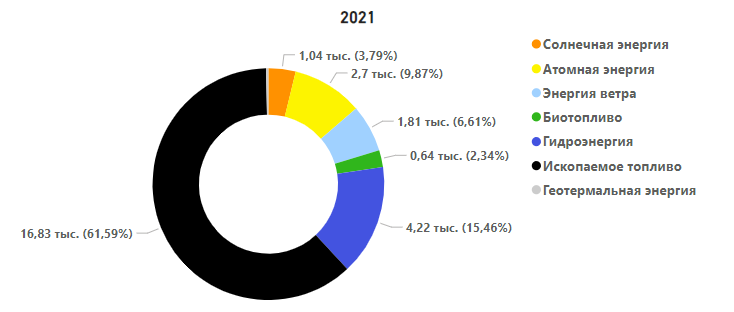 2021
1,04 тыс. (3,79%)
2,7 тыс. (9,87%)
1,81 тыс. (6,61%)
0,64 тыс. (2,34%)
4,22 тыс. (15,46%)
16,83 тыс. (61,59%)
Солнечная энергия
Атомная энергия
Энергия ветра
Биотопливо
Гидроэнергия
Ископаемое топливо
Геотермальная энергия